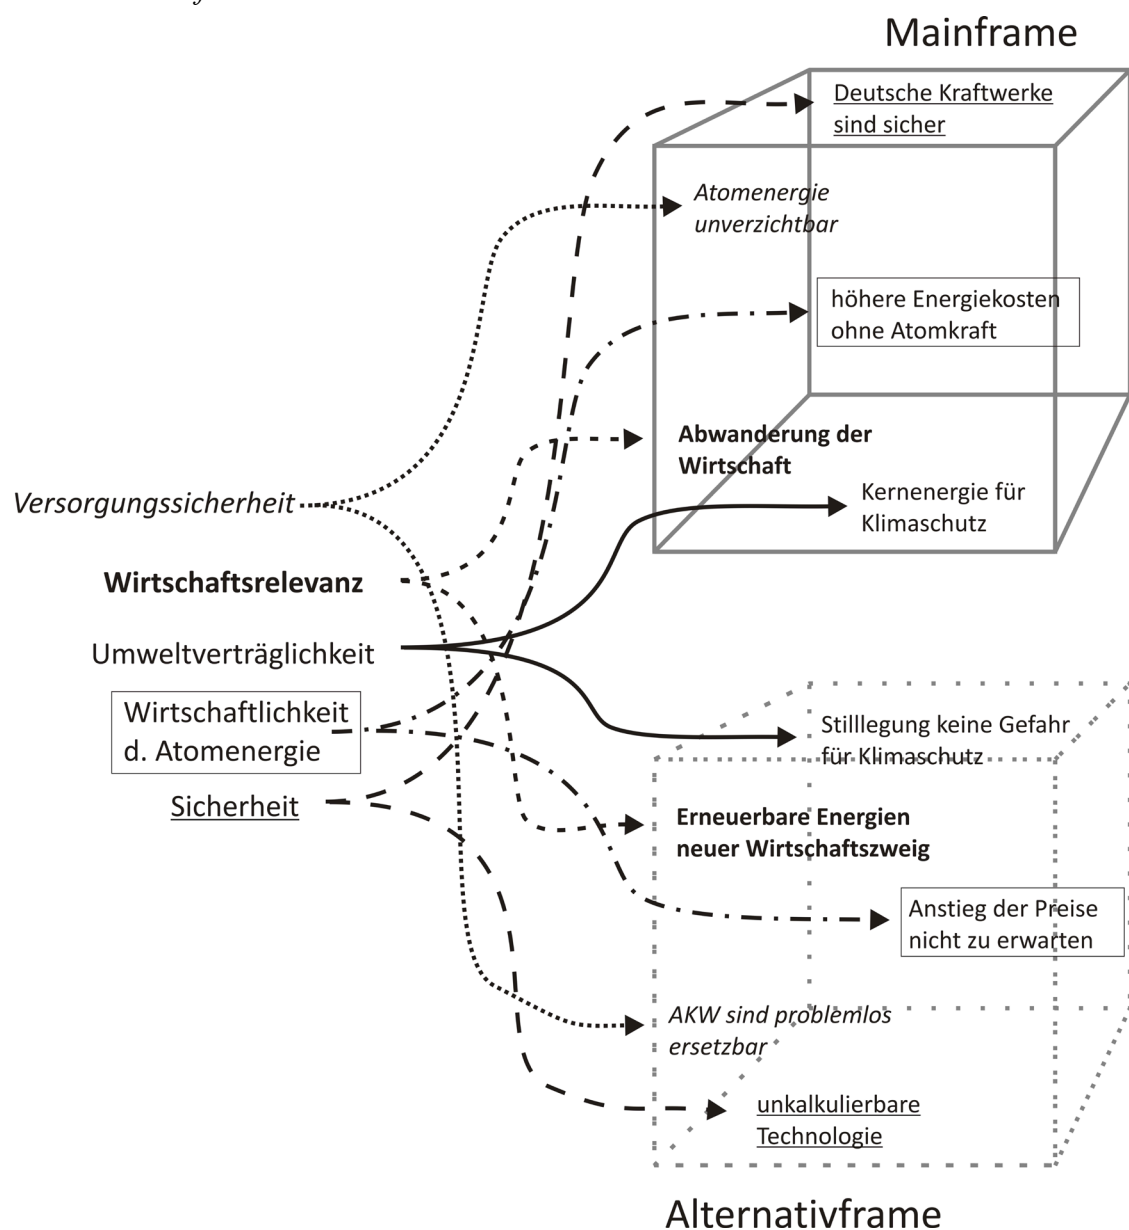 Mainframe
Deutsche Kraftwerke
sind sicher
Atomenergie
unverzichtbar
höhere Energiekosten
ohne Atomkraft
Abwanderung der
Wirtschaft
Kernenergie für
Klimaschutz
Versorgungssicherheit
Wirtschaftsrelevanz
Umweltverträglichkeit
Wirtschaftlichkeit
d. Atomenergie
Sicherheit
Stilllegung keine Gefahr
für Klimaschutz
Erneuerbare Energien
neuer Wirtschaftszweig
Anstieg der Preise
nicht zu erwarten
AKW sind problemlos
ersetzbar
unkalkulierbare
Technologie
Alternativframe